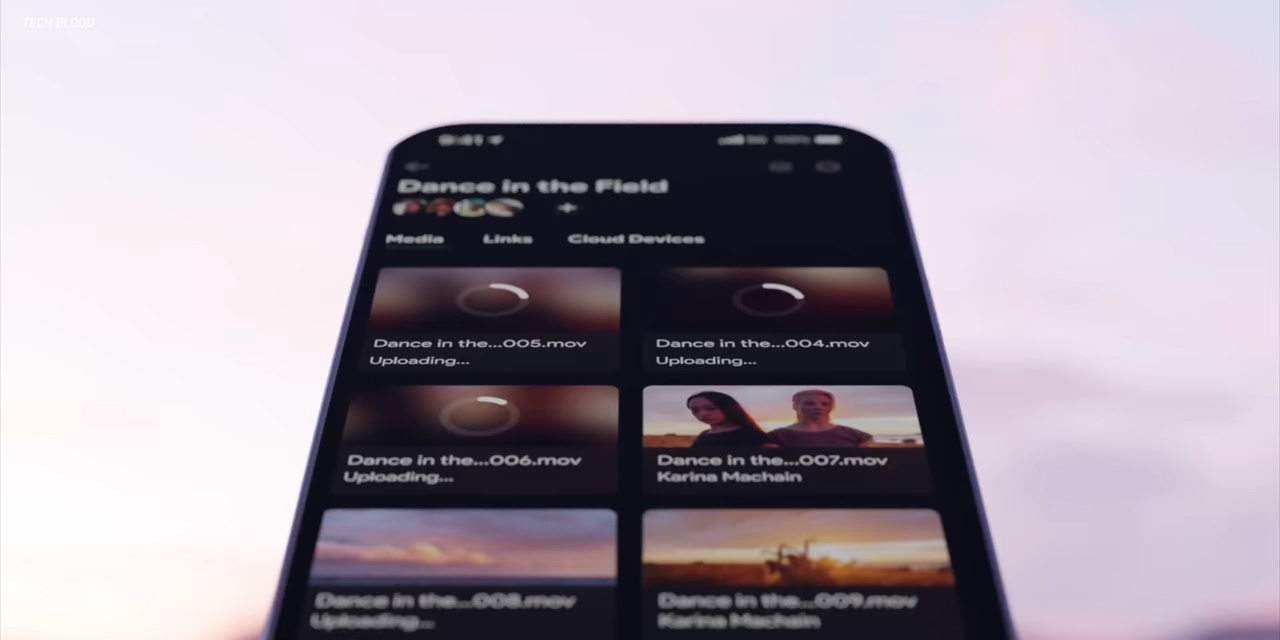 TECH BLOOD
9:41
Dance in the Field
Media Links Cloud Devices
Dance in the...005.mov
Uploading...
Dance in the...004.mov
Uploading...
Dance in the...006.mov
Uploading...
Dance in the...007.mov
Karina Machain
Dance in the...008.mov
Uploading...
Dance in the...009.mov
Karina Machain